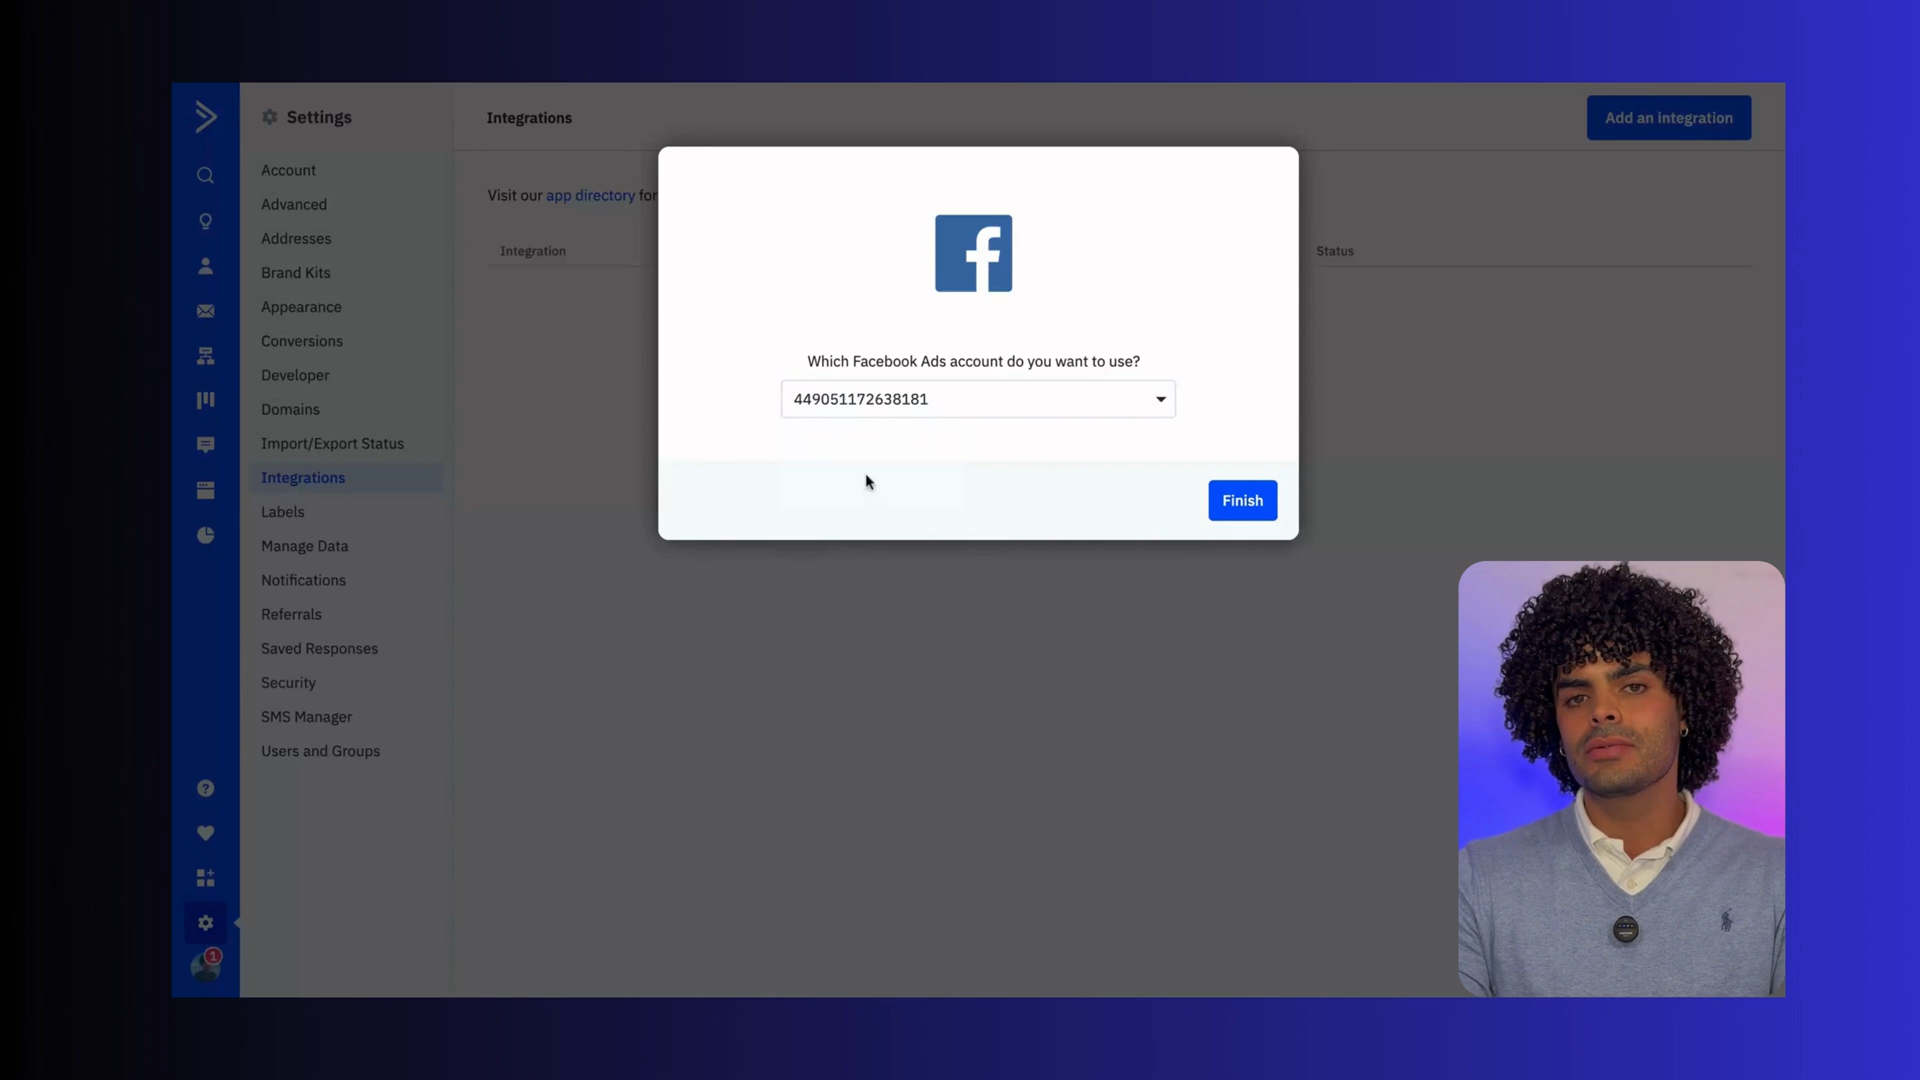 Settings
Integrations
Add an integration
Account
Advanced
Addresses
Brand Kits
Appearance
Conversions
Developer
Domains
Import/Export Status
Integrations
Labels
Manage Data
Notifications
Referrals
Saved Responses
Security
SMS Manager
Users and Groups
1
Visit our app directory for
Integration
Status
Which Facebook Ads account do you want to use?
449051172638181
Finish